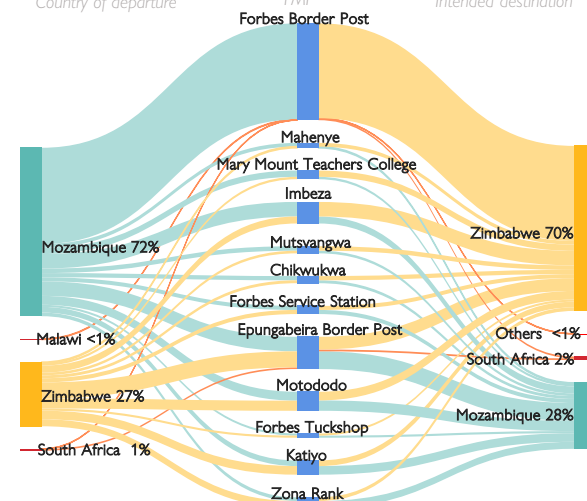 Country of departure
FMP
Intended destination
Forbes Border Post
Mahenye
Mary Mount Teachers College
Imbeza
Mozambique 72%
Zimbabwe 70%
Mutsvangwa
Chikwukwa
Forbes Service Station
Epungabeira Border Post
Malawi <1%
Others <1%
South Africa 2%
Motododo
Zimbabwe 27%
Mozambique 28%
Forbes Tuckshop
South Africa 1%
Katiyo
Zona Rank